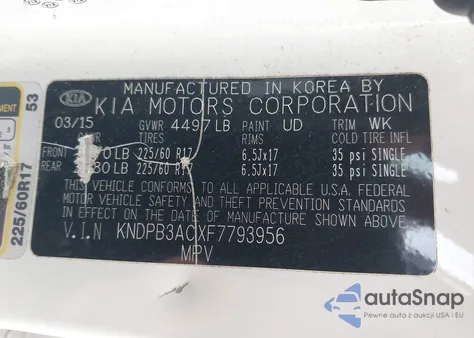 MANUFACTURED IN KOREA BY
KIA KIA MOTORS CORPORATION
03/15 GVWR 4497 LB PAINT UD TRIM WK
TIRES RIMS COLD TIRE INFL
FRONT LB 225/60 R17 6.5Jx17 35 psi SINGLE
REAR LB 225/60 R17 6.5Jx17 35 psi SINGLE
THIS VEHICLE CONFORMS TO ALL APPLICABLE U.S.A. FEDERAL
MOTOR VEHICLE SAFETY AND THEFT PREVENTION STANDARDS
IN EFFECT ON THE DATE OF MANUFACTURE SHOWN ABOVE.
V.I.N KNDPB3ACXF7793956
MPV
53
225/60R17
autoSnap
Pewne auta z aukcji USA i EU